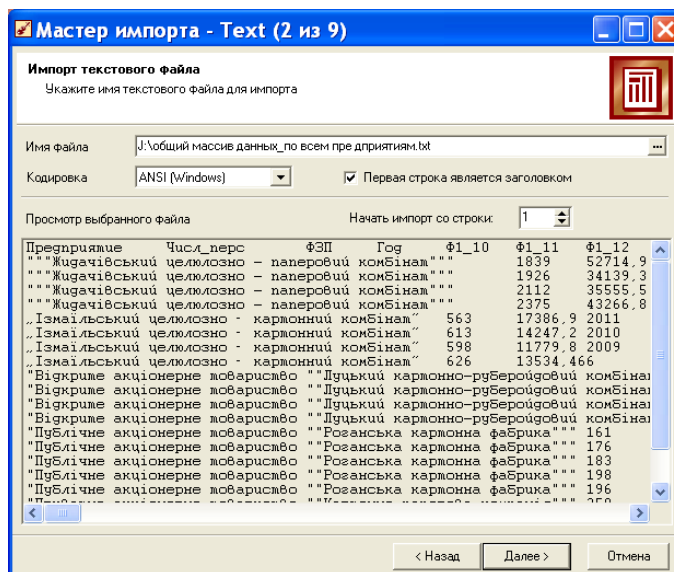 Мастер импорта - Text (2 из 9)
Импорт текстового файла
Укажите имя текстового файла для импорта
Имя файла J:\общий массив данных_по всем пре дприятиям.txt ...
Кодировка ANSI (Windows) Первая строка является заголовком
Просмотр выбранного файла Начать импорт со строки: 1
Предприятие Числ_перс ФЗП Год Ф1_10 Ф1_11 Ф1_12
"""Жидачівський целюлозно – паперовий комбінат""" 1839 52714,9
"""Жидачівський целюлозно – паперовий комбінат""" 1926 34139,3
"""Жидачівський целюлозно – паперовий комбінат""" 2112 35555,5
"""Жидачівський целюлозно – паперовий комбінат""" 2375 43266,8
„Ізмаїльський целюлозно - картонний комбінат″ 563 17386,9 2011
„Ізмаїльський целюлозно - картонний комбінат″ 613 14247,2 2010
„Ізмаїльський целюлозно - картонний комбінат″ 598 11779,8 2009
„Ізмаїльський целюлозно - картонний комбінат″ 626 13534,466
"Відкрите акціонерне товариство ""Луцький картонно-руберойдовий комбінат
"Відкрите акціонерне товариство ""Луцький картонно-руберойдовий комбінат
"Відкрите акціонерне товариство ""Луцький картонно-руберойдовий комбінат
"Відкрите акціонерне товариство ""Луцький картонно-руберойдовий комбінат
"Публічне акціонерне товариство ""Роганська картонна фабрика""" 161
"Публічне акціонерне товариство ""Роганська картонна фабрика""" 176
"Публічне акціонерне товариство ""Роганська картонна фабрика""" 183
"Публічне акціонерне товариство ""Роганська картонна фабрика""" 198
"Публічне акціонерне товариство ""Роганська картонна фабрика""" 196
< Назад Далее > Отмена